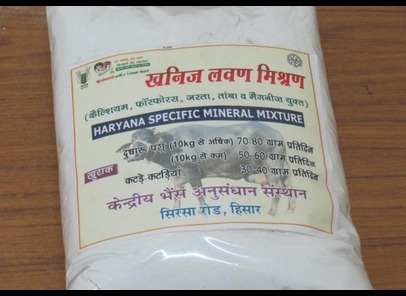 खनिज लवण मिश्रण
(कैल्शियम, फॉस्फोरस, जस्ता, तांबा व मैंगनीज युक्त)
HARYANA SPECIFIC MINERAL MIXTURE
दुधारू पशु (10kg से अधिक) 70-80 ग्राम प्रतिदिन
(10kg से कम) 50-60 ग्राम प्रतिदिन
खुराक
कटड़े-कटड़ियां 30-40 ग्राम प्रतिदिन
केन्द्रीय भैंस अनुसंधान संस्थान
सिरसा रोड, हिसार